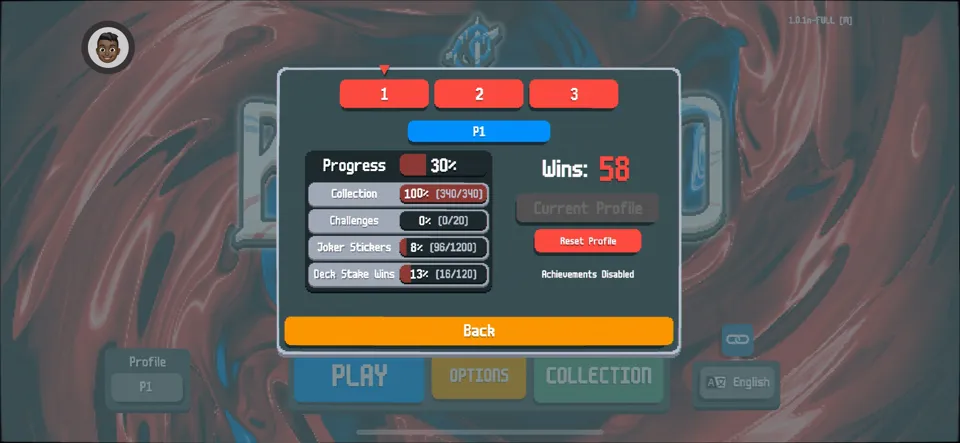 1.0.1n-FULL [M]
1
2
3
P1
Progress 30%
Collection 100% [340/340]
Challenges 0% [0/20]
Joker Stickers 8% [96/1200]
Deck Stake Wins 13% [16/120]
Wins: 58
Current Profile
Reset Profile
Achievements Disabled
Back
Profile
P1
PLAY
OPTIONS
COLLECTION
English